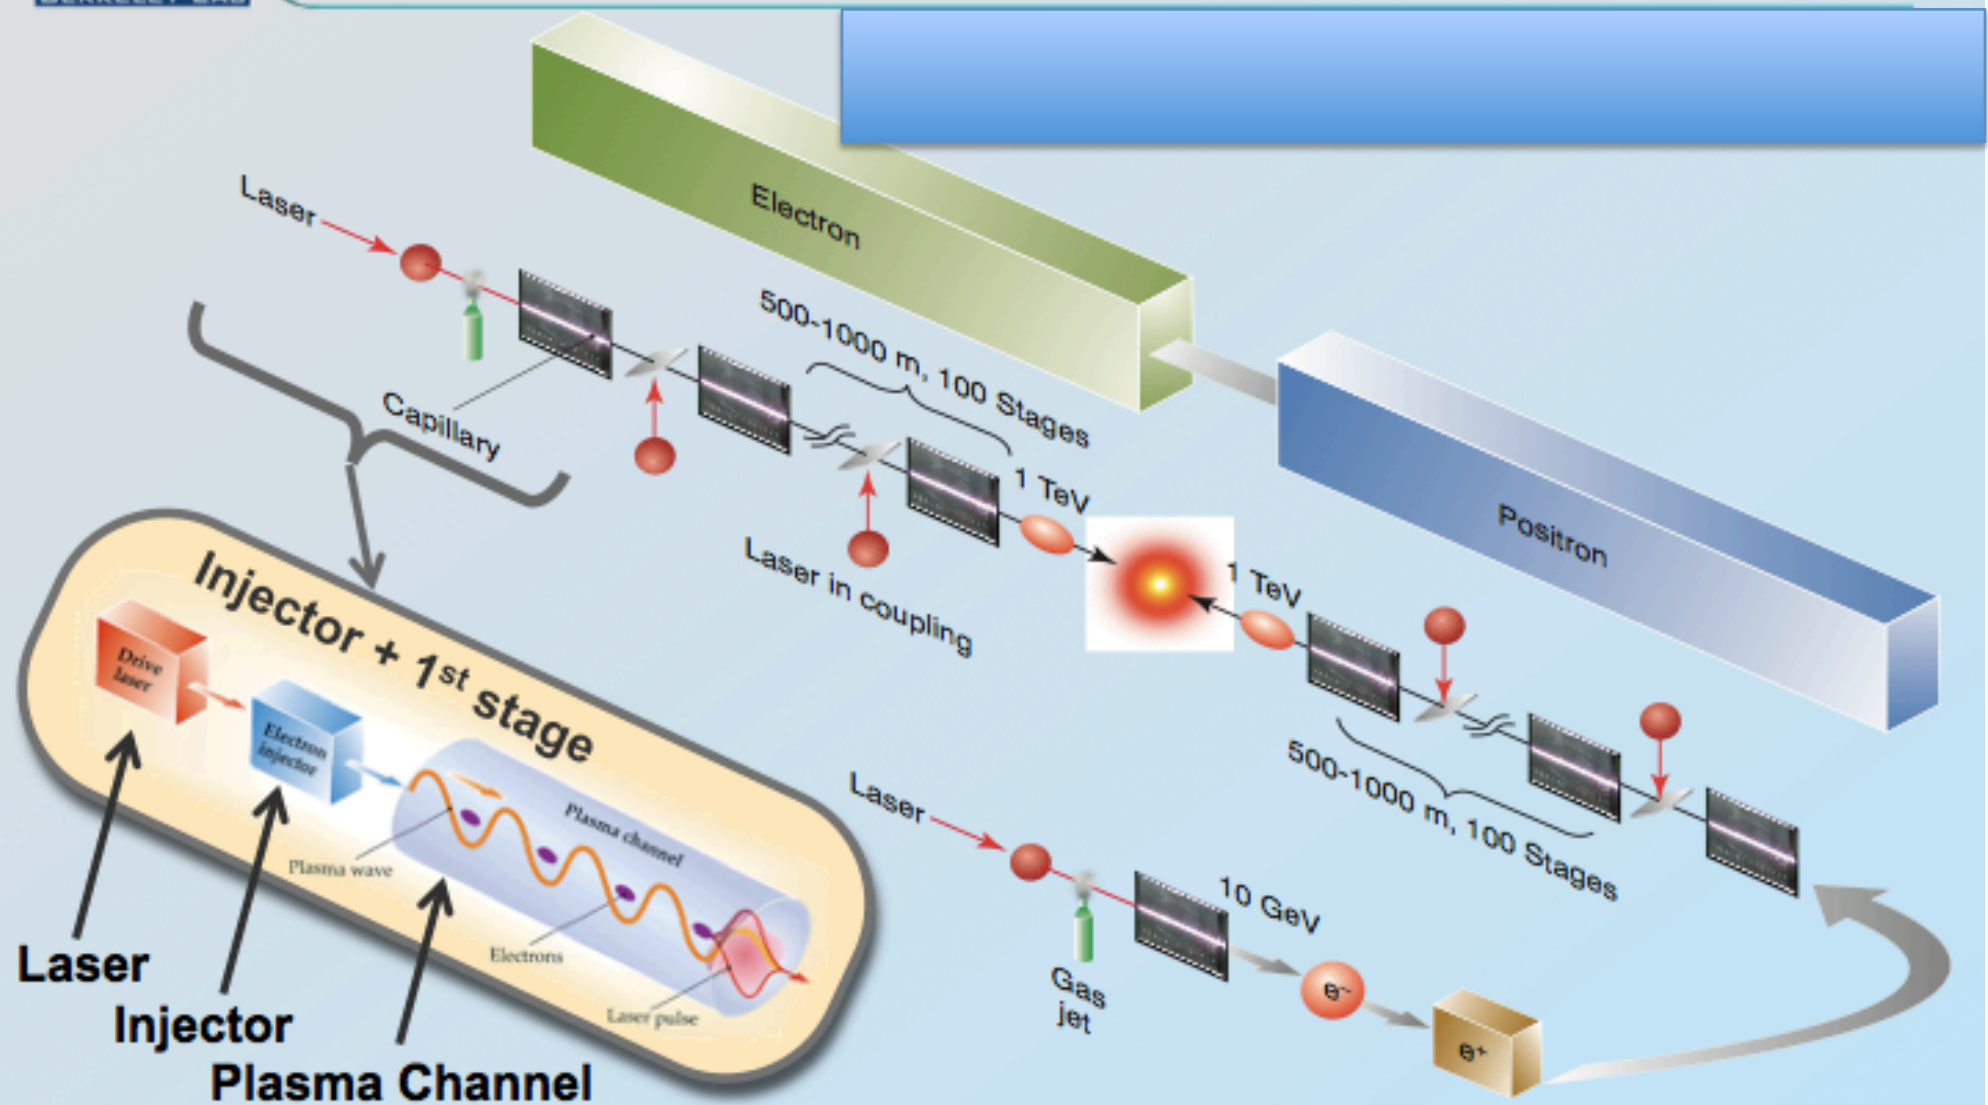 Electron
Laser
500-1000 m, 100 Stages
Capillary
1 TeV
Positron
Laser in coupling
1 TeV
Injector + 1st stage
Drive
laser
Electron
injector
Plasma channel
Plasma wave
Electrons
Laser pulse
500-1000 m, 100 Stages
Laser
10 GeV
Gas
jet
e−
e+
Laser
Injector
Plasma Channel